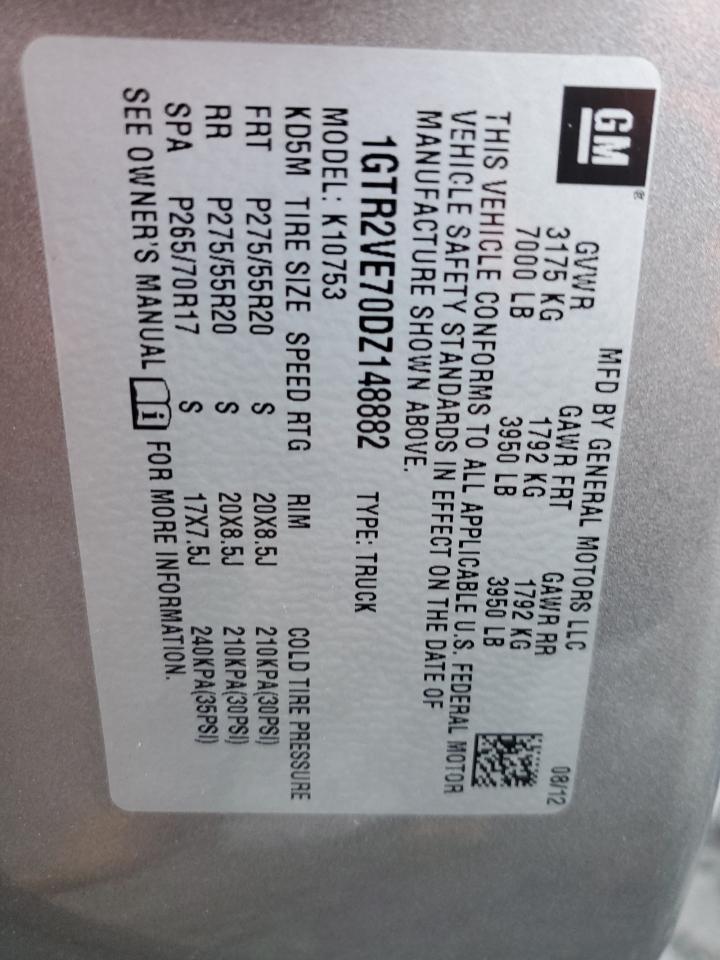 GM®
MFD BY GENERAL MOTORS LLC 08/12
GVWR GAWR FRT GAWR RR
3175 KG 1792 KG 1792 KG
7000 LB 3950 LB 3950 LB
THIS VEHICLE CONFORMS TO ALL APPLICABLE U.S. FEDERAL MOTOR
VEHICLE SAFETY STANDARDS IN EFFECT ON THE DATE OF
MANUFACTURE SHOWN ABOVE.
1GTR2VE70DZ148882 TYPE: TRUCK
MODEL: K10753
KD5M TIRE SIZE SPEED RTG RIM COLD TIRE PRESSURE
FRT P275/55R20 S 20X8.5J 210KPA(30PSI)
RR P275/55R20 S 20X8.5J 210KPA(30PSI)
SPA P265/70R17 S 17X7.5J 240KPA(35PSI)
SEE OWNER'S MANUAL i FOR MORE INFORMATION.